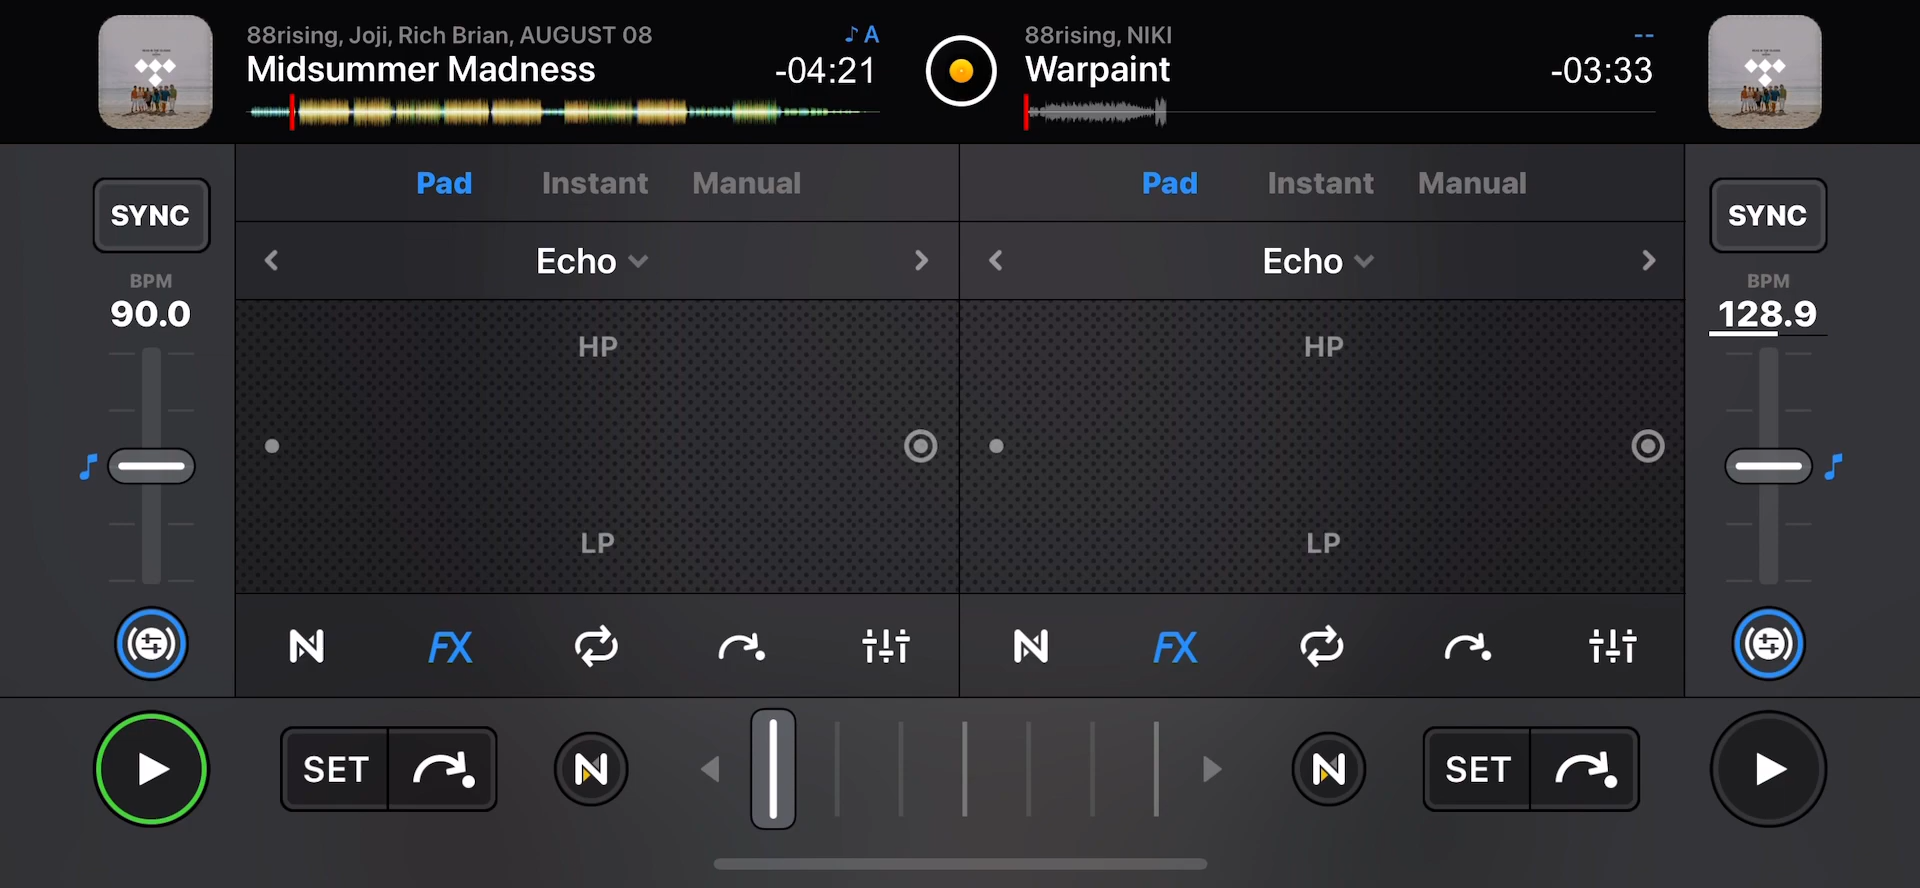 88rising, Joji, Rich Brian, AUGUST 08
♪ A
Midsummer Madness
-04:21
88rising, NIKI
--
Warpaint
-03:33
SYNC
BPM
90.0
Pad Instant Manual
Echo
HP
LP
FX
Pad Instant Manual
Echo
HP
LP
FX
SYNC
BPM
128.9
SET
SET